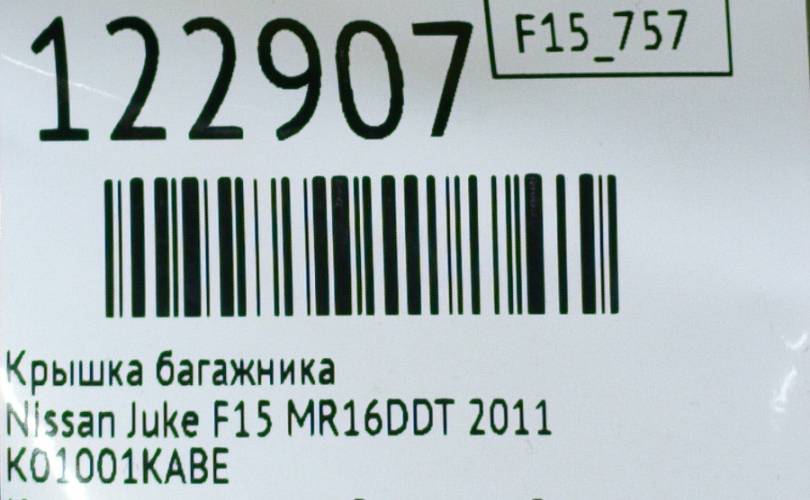 122907
F15_757
Крышка багажника
Nissan Juke F15 MR16DDT 2011
K01001KABE